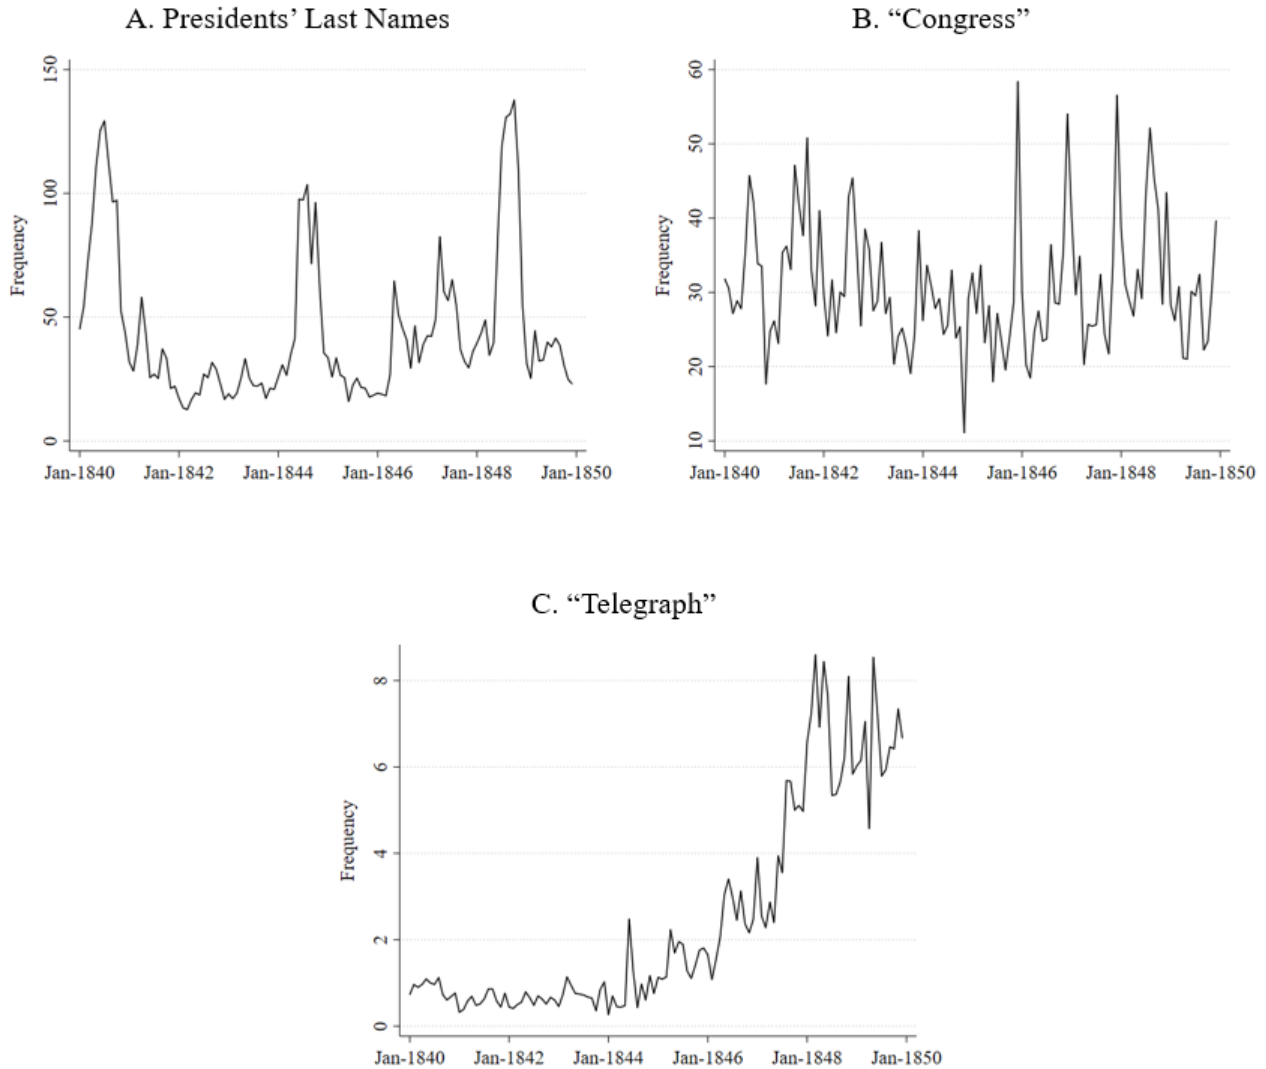 A. Presidents’ Last Names
150
100
50
0
Frequency
Jan-1840 Jan-1842 Jan-1844 Jan-1846 Jan-1848 Jan-1850
B. “Congress”
60
50
40
30
20
10
Frequency
Jan-1840 Jan-1842 Jan-1844 Jan-1846 Jan-1848 Jan-1850
C. “Telegraph”
8
6
4
2
0
Frequency
Jan-1840 Jan-1842 Jan-1844 Jan-1846 Jan-1848 Jan-1850